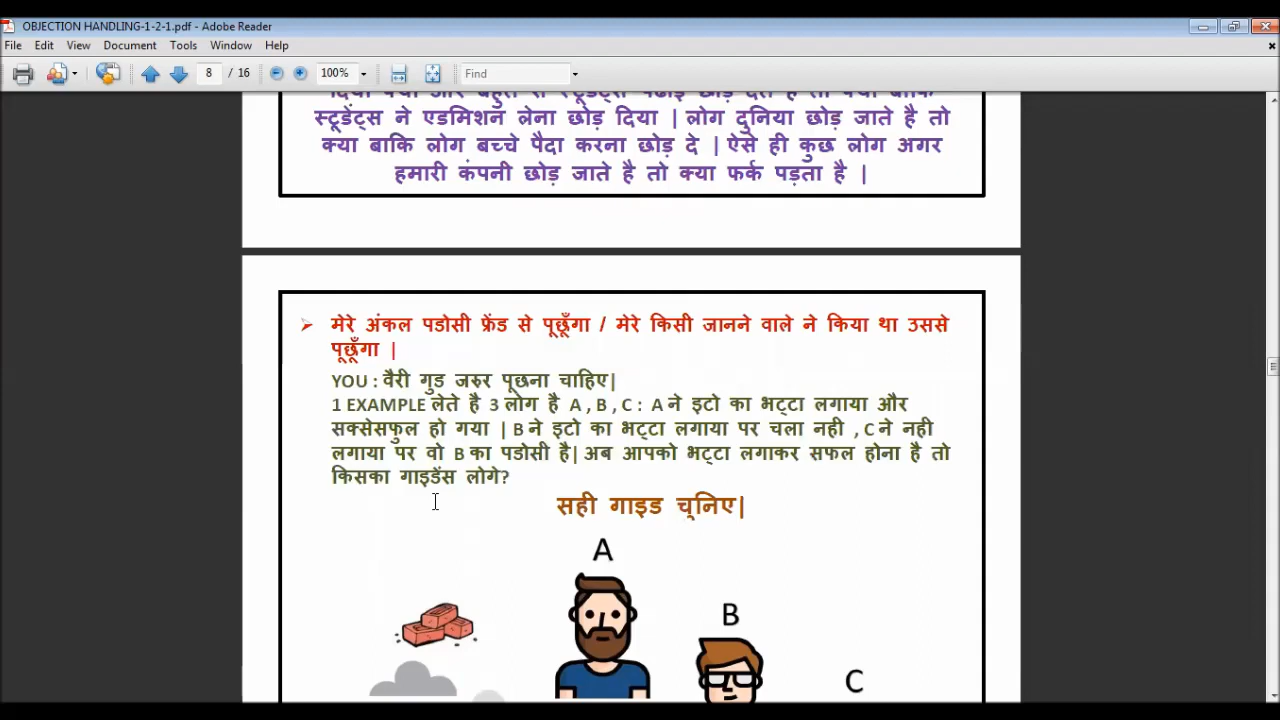 OBJECTION HANDLING-1-2-1.pdf - Adobe Reader
File Edit View Document Tools Window Help
8 / 16 100% Find
स्टूडेंट्स ने एडमिशन लेना छोड़ दिया | लोग दुनिया छोड़ जाते है तो
क्या बाकि लोग बच्चे पैदा करना छोड़ दे | ऐसे ही कुछ लोग अगर
हमारी कंपनी छोड़ जाते है तो क्या फर्क पड़ता है |
मेरे अंकल पडोसी फ्रेंड से पूछूँगा / मेरे किसी जानने वाले ने किया था उससे
पूछूँगा |
YOU : वैरी गुड जरुर पूछना चाहिए|
1 EXAMPLE लेते है 3 लोग है A , B , C : A ने इटो का भट्टा लगाया और
सक्सेसफुल हो गया | B ने इटो का भट्टा लगाया पर चला नही , C ने नही
लगाया पर वो B का पडोसी है| अब आपको भट्टा लगाकर सफल होना है तो
किसका गाइडेंस लोगे?
सही गाइड चुनिए|
A
B
C